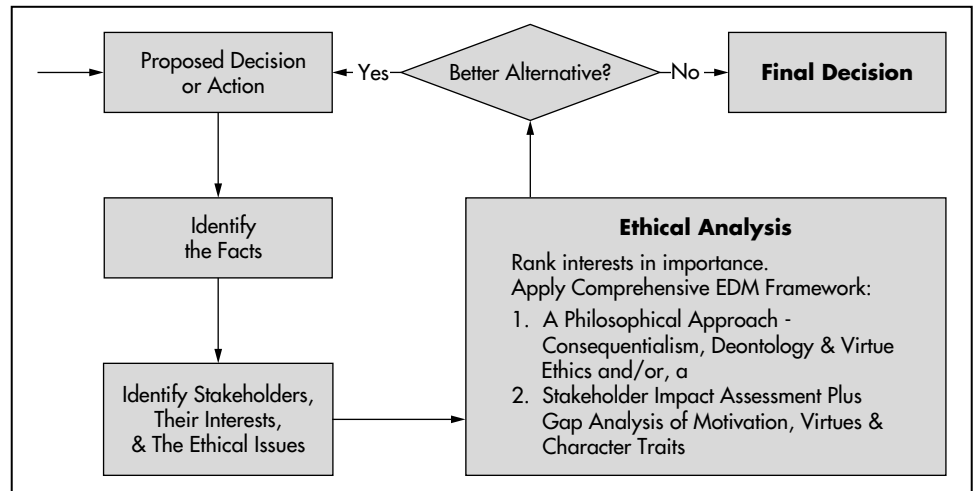 Proposed Decision
or Action
Yes
Better Alternative?
No
Final Decision
Identify
the Facts
Identify Stakeholders,
Their Interests,
& The Ethical Issues
Ethical Analysis
Rank interests in importance.
Apply Comprehensive EDM Framework:
1. A Philosophical Approach -
Consequentialism, Deontology & Virtue
Ethics and/or, a
2. Stakeholder Impact Assessment Plus
Gap Analysis of Motivation, Virtues &
Character Traits